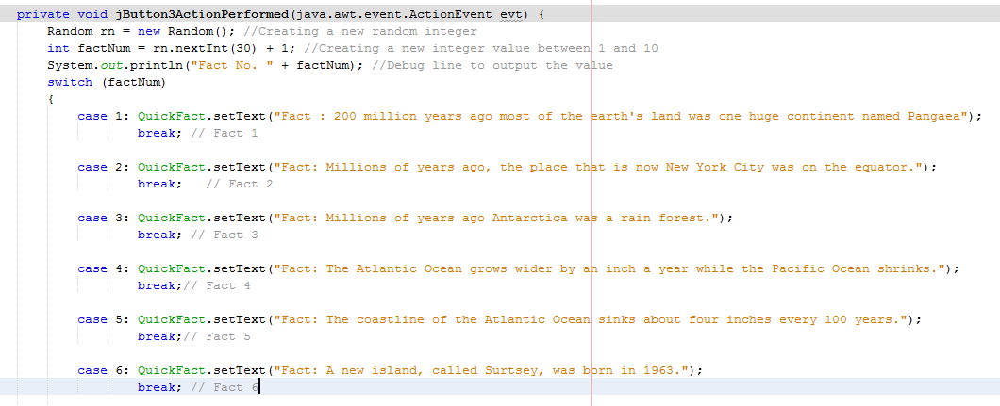 private void jButton3ActionPerformed(java.awt.event.ActionEvent evt) {
Random rn = new Random(); //Creating a new random integer
int factNum = rn.nextInt(30) + 1; //Creating a new integer value between 1 and 10
System.out.println("Fact No. " + factNum); //Debug line to output the value
switch (factNum)
{
case 1: QuickFact.setText("Fact : 200 million years ago most of the earth's land was one huge continent named Pangaea");
break; // Fact 1
case 2: QuickFact.setText("Fact: Millions of years ago, the place that is now New York City was on the equator.");
break; // Fact 2
case 3: QuickFact.setText("Fact: Millions of years ago Antarctica was a rain forest.");
break; // Fact 3
case 4: QuickFact.setText("Fact: The Atlantic Ocean grows wider by an inch a year while the Pacific Ocean shrinks.");
break;// Fact 4
case 5: QuickFact.setText("Fact: The coastline of the Atlantic Ocean sinks about four inches every 100 years.");
break;// Fact 5
case 6: QuickFact.setText("Fact: A new island, called Surtsey, was born in 1963.");
break; // Fact 6